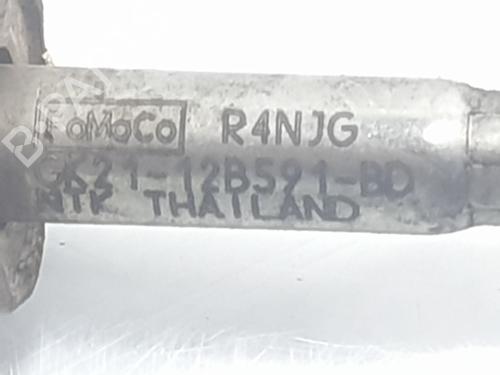 FoMoCo R4NJG
GK21-12B591-BD
NTK THAILAND